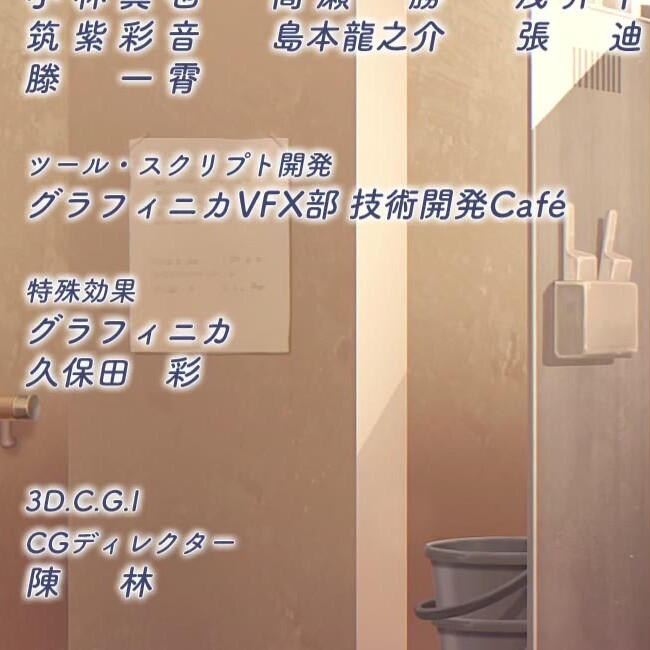 筑紫彩音 島本龍之介 張 迪
滕 一霄
ツール・スクリプト開発
グラフィニカVFX部 技術開発Café
特殊効果
グラフィニカ
久保田 彩
3D.C.G.I
CGディレクター
陳 林